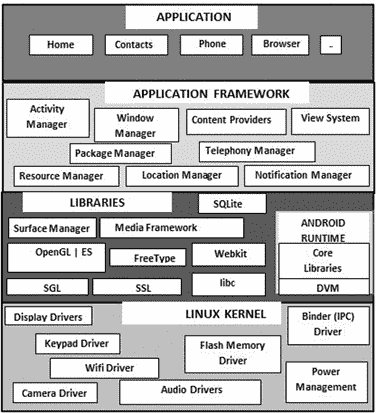 APPLICATION
Home
Contacts
Phone
Browser
..
APPLICATION FRAMEWORK
Activity
Manager
Window
Manager
Content Providers
View System
Package Manager
Telephony Manager
Resource Manager
Location Manager
Notification Manager
LIBRARIES
SQLite
Surface Manager
Media Framework
ANDROID
RUNTIME
OpenGL | ES
FreeType
Webkit
Core
Libraries
SGL
SSL
libc
DVM
LINUX KERNEL
Display Drivers
Binder (IPC)
Driver
Keypad Driver
Flash Memory
Driver
Wifi Driver
Power
Management
Camera Driver
Audio Drivers